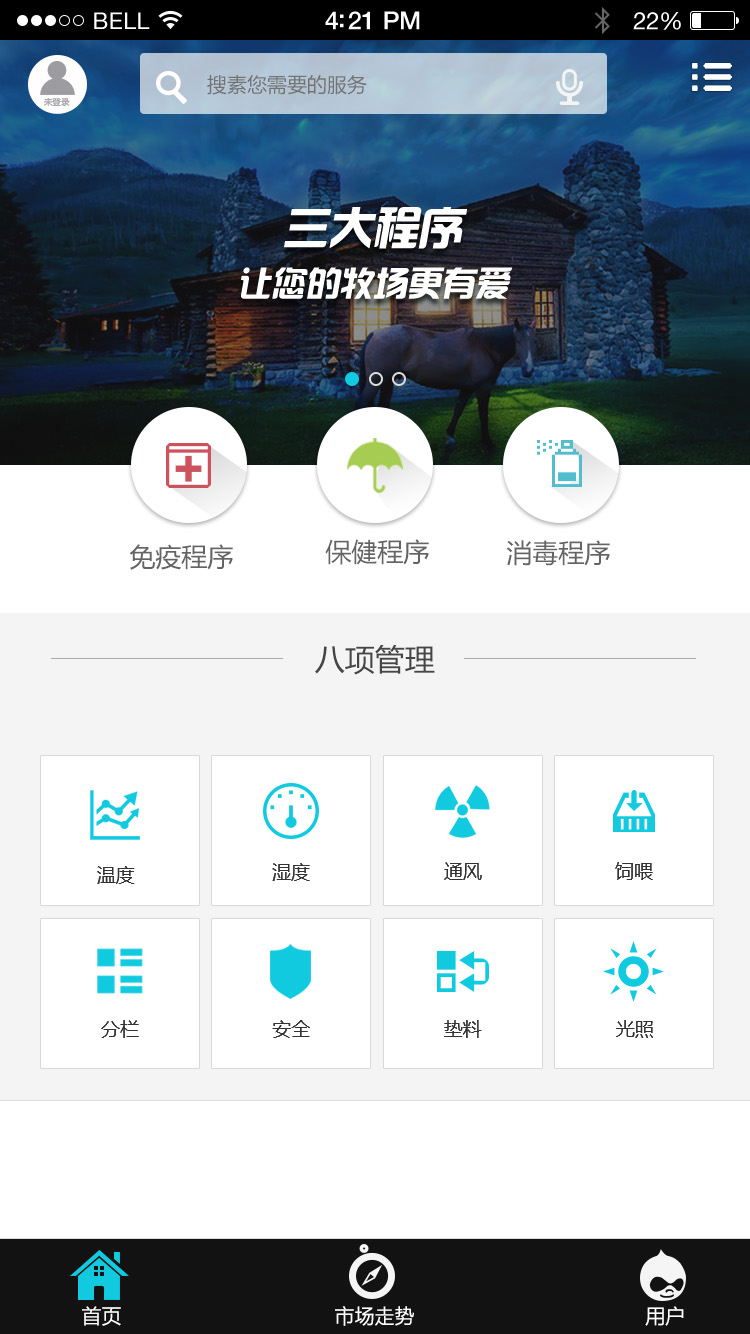 BELL 4:21 PM 22%
未登录
搜素您需要的服务
三大程序
让您的牧场更有爱
免疫程序 保健程序 消毒程序
八项管理
温度 湿度 通风 饲喂
分栏 安全 垫料 光照
首页 市场走势 用户